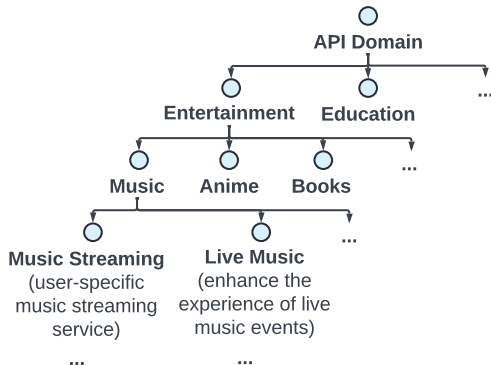 API Domain
Entertainment
Education
...
Music
Anime
Books
...
Music Streaming
(user-specific
music streaming
service)
Live Music
(enhance the
experience of live
music events)
...
...
...